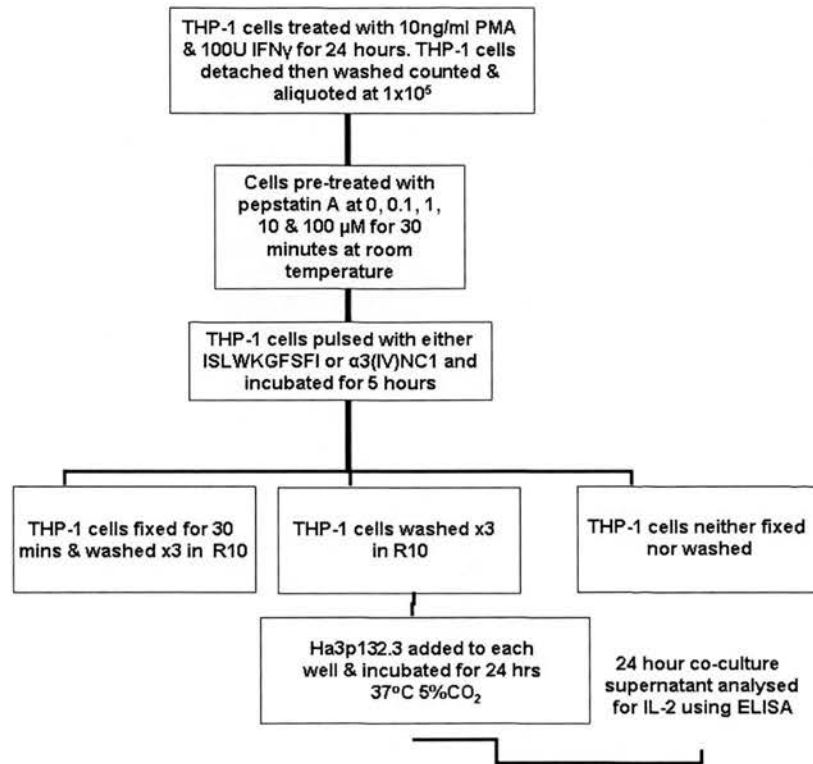 THP-1 cells treated with 10ng/ml PMA
& 100U IFNγ for 24 hours. THP-1 cells
detached then washed counted &
aliquoted at 1x10⁵
Cells pre-treated with
pepstatin A at 0, 0.1, 1,
10 & 100 µM for 30
minutes at room
temperature
THP-1 cells pulsed with either
ISLWKGFSFI or α3(IV)NC1 and
incubated for 5 hours
THP-1 cells fixed for 30
mins & washed x3 in R10
THP-1 cells washed x3
in R10
THP-1 cells neither fixed
nor washed
Ha3p132.3 added to each
well & incubated for 24 hrs
37ºC 5%CO₂
24 hour co-culture
supernatant analysed
for IL-2 using ELISA